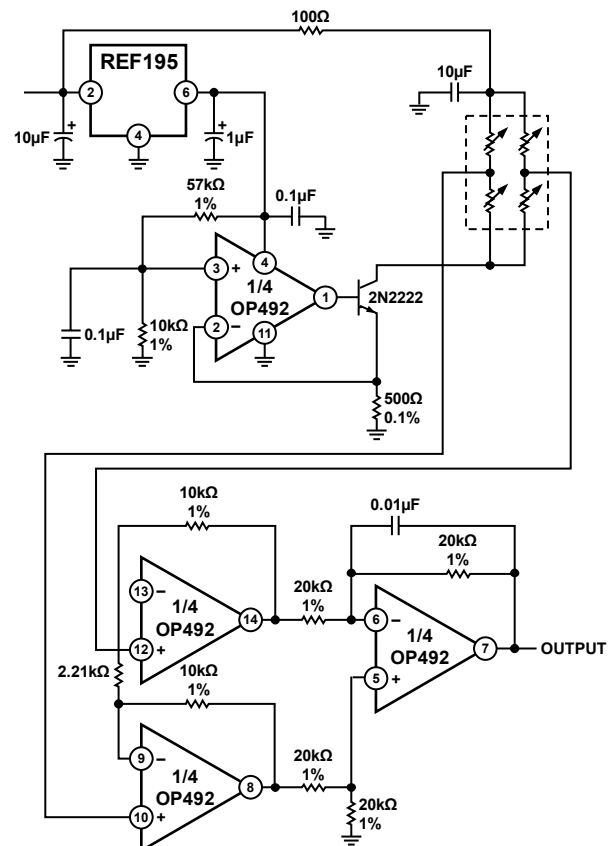 100Ω
REF195
2
6
4
10µF
+
+
1µF
10µF
57kΩ
1%
0.1µF
3
+
4
1/4
OP492
1
2
–
11
2N2222
0.1µF
10kΩ
1%
500Ω
0.1%
10kΩ
1%
0.01µF
20kΩ
1%
13
–
1/4
OP492
14
12
+
20kΩ
1%
6
–
1/4
OP492
7
OUTPUT
5
+
2.21kΩ
10kΩ
1%
9
–
1/4
OP492
8
10
+
20kΩ
1%
20kΩ
1%